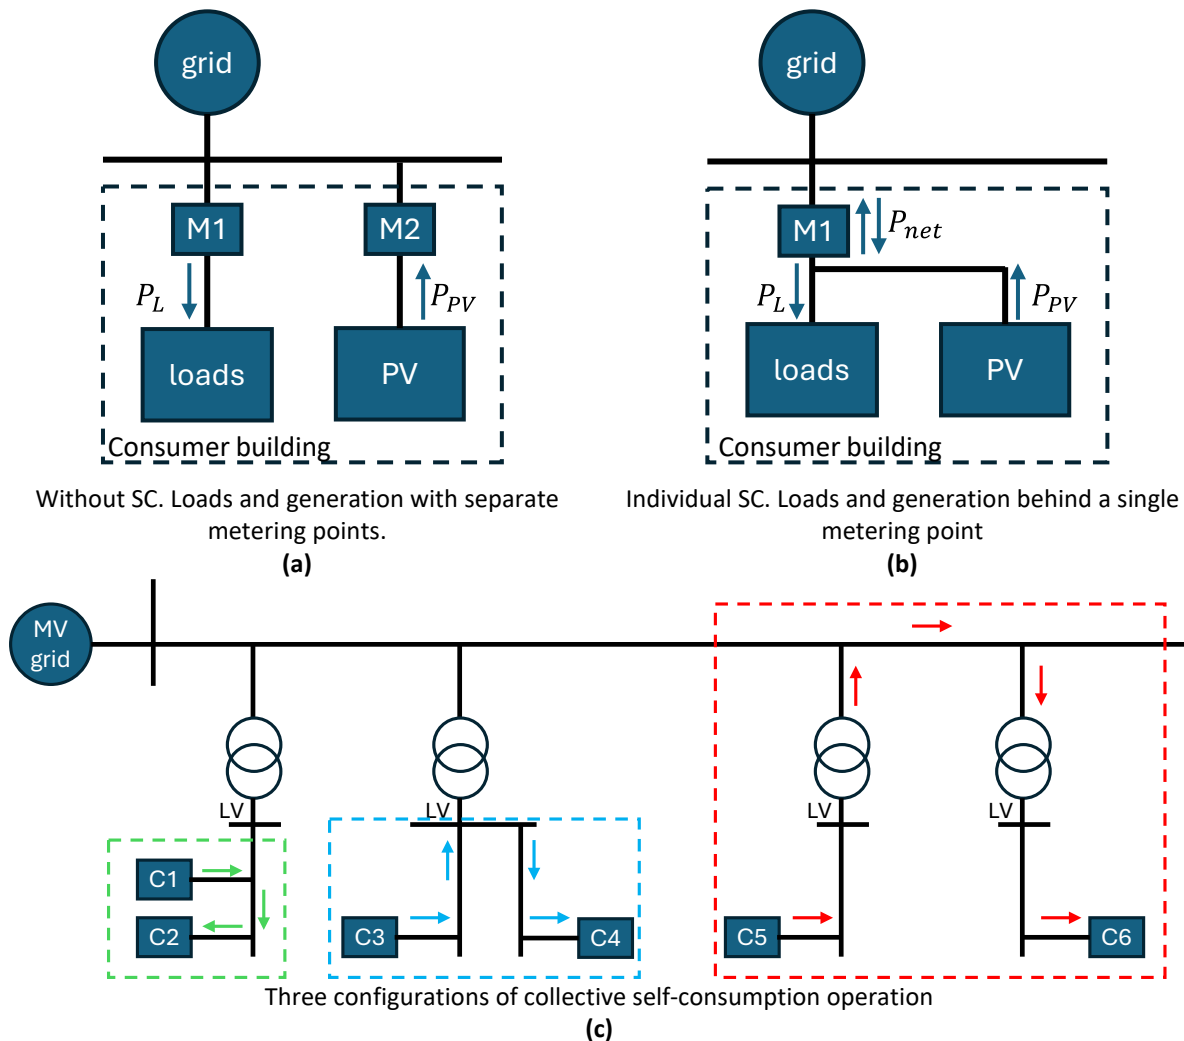 grid
M1
M2
P_L
P_PV
loads
PV
Consumer building
Without SC. Loads and generation with separate
metering points.
(a)
grid
M1
P_net
P_L
P_PV
loads
PV
Consumer building
Individual SC. Loads and generation behind a single
metering point
(b)
MV
grid
LV
LV
LV
LV
C1
C2
C3
C4
C5
C6
Three configurations of collective self-consumption operation
(c)